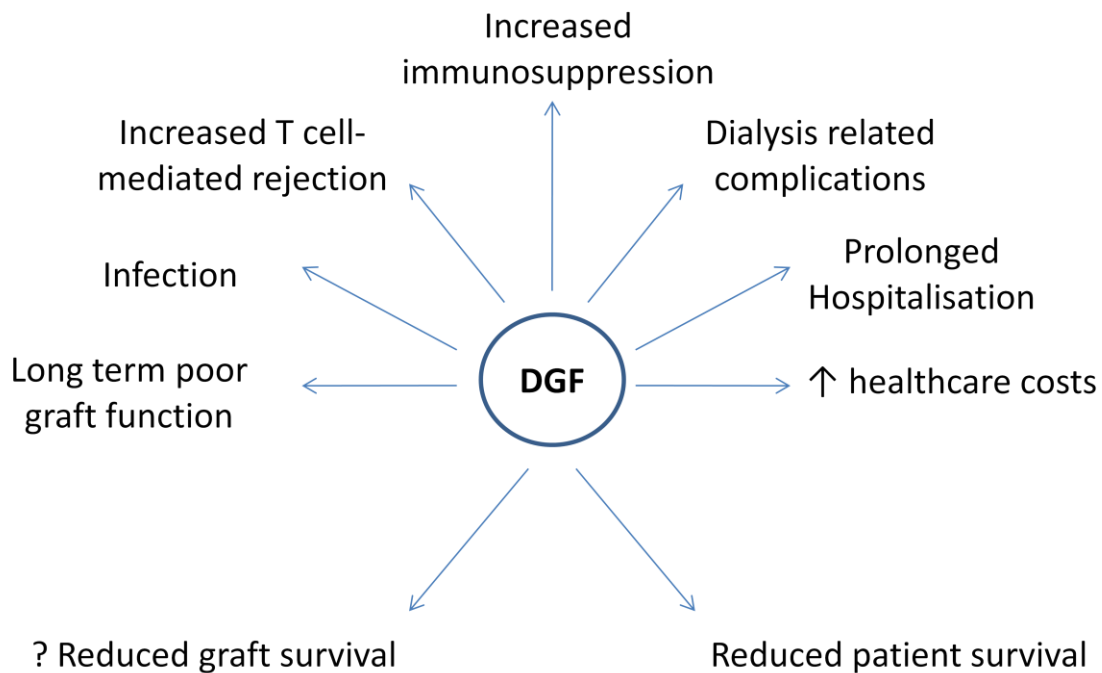 Increased
immunosuppression
Increased T cell-
mediated rejection
Dialysis related
complications
Infection
Prolonged
Hospitalisation
Long term poor
graft function
DGF
↑ healthcare costs
? Reduced graft survival
Reduced patient survival